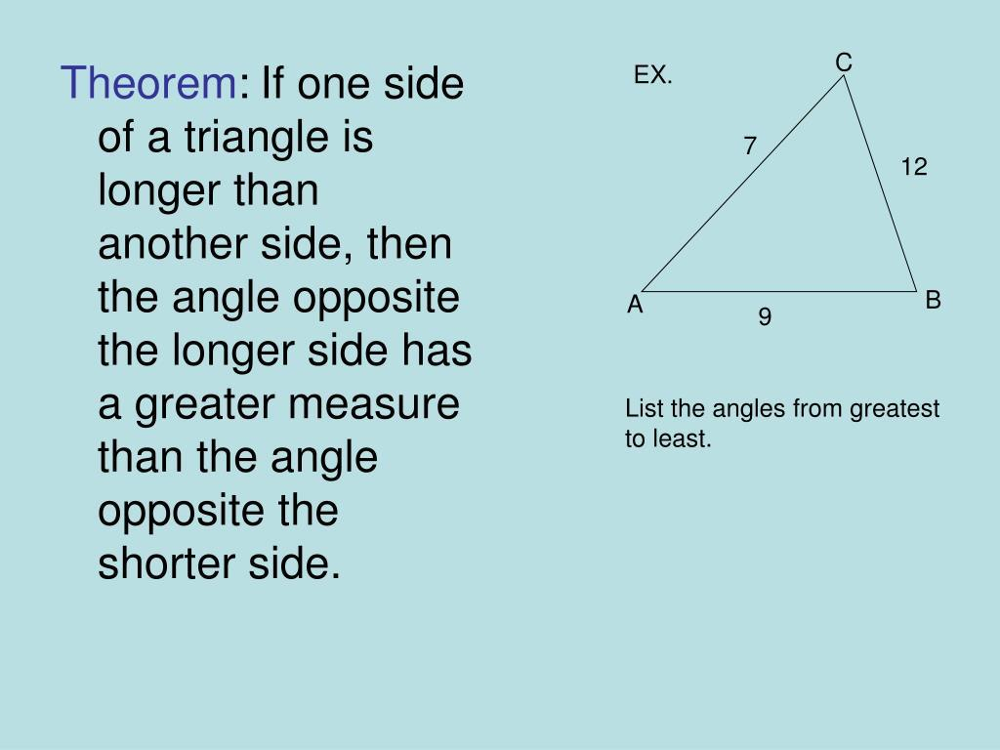 Theorem: If one side
of a triangle is
longer than
another side, then
the angle opposite
the longer side has
a greater measure
than the angle
opposite the
shorter side.
EX.
C
7
12
A
B
9
List the angles from greatest
to least.